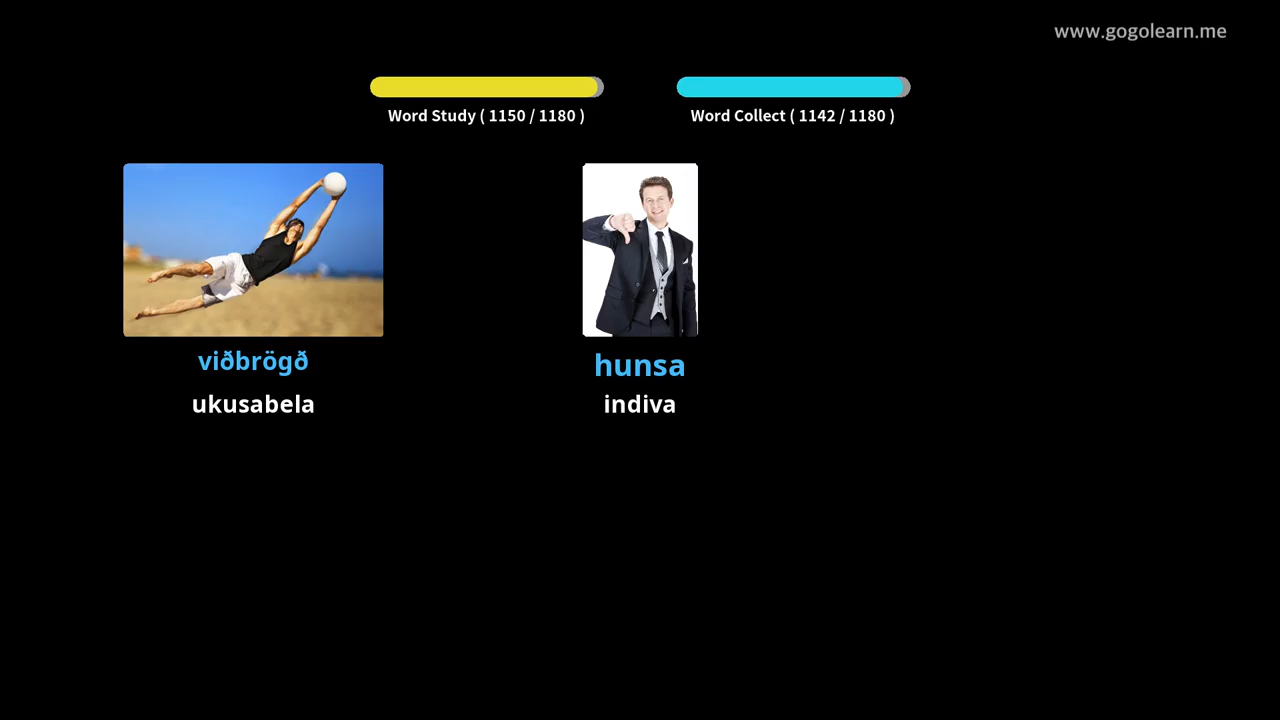 www.gogolearn.me
Word Study ( 1150 / 1180 )
Word Collect ( 1142 / 1180 )
viðbrögð
hunsa
ukusabela
indiva